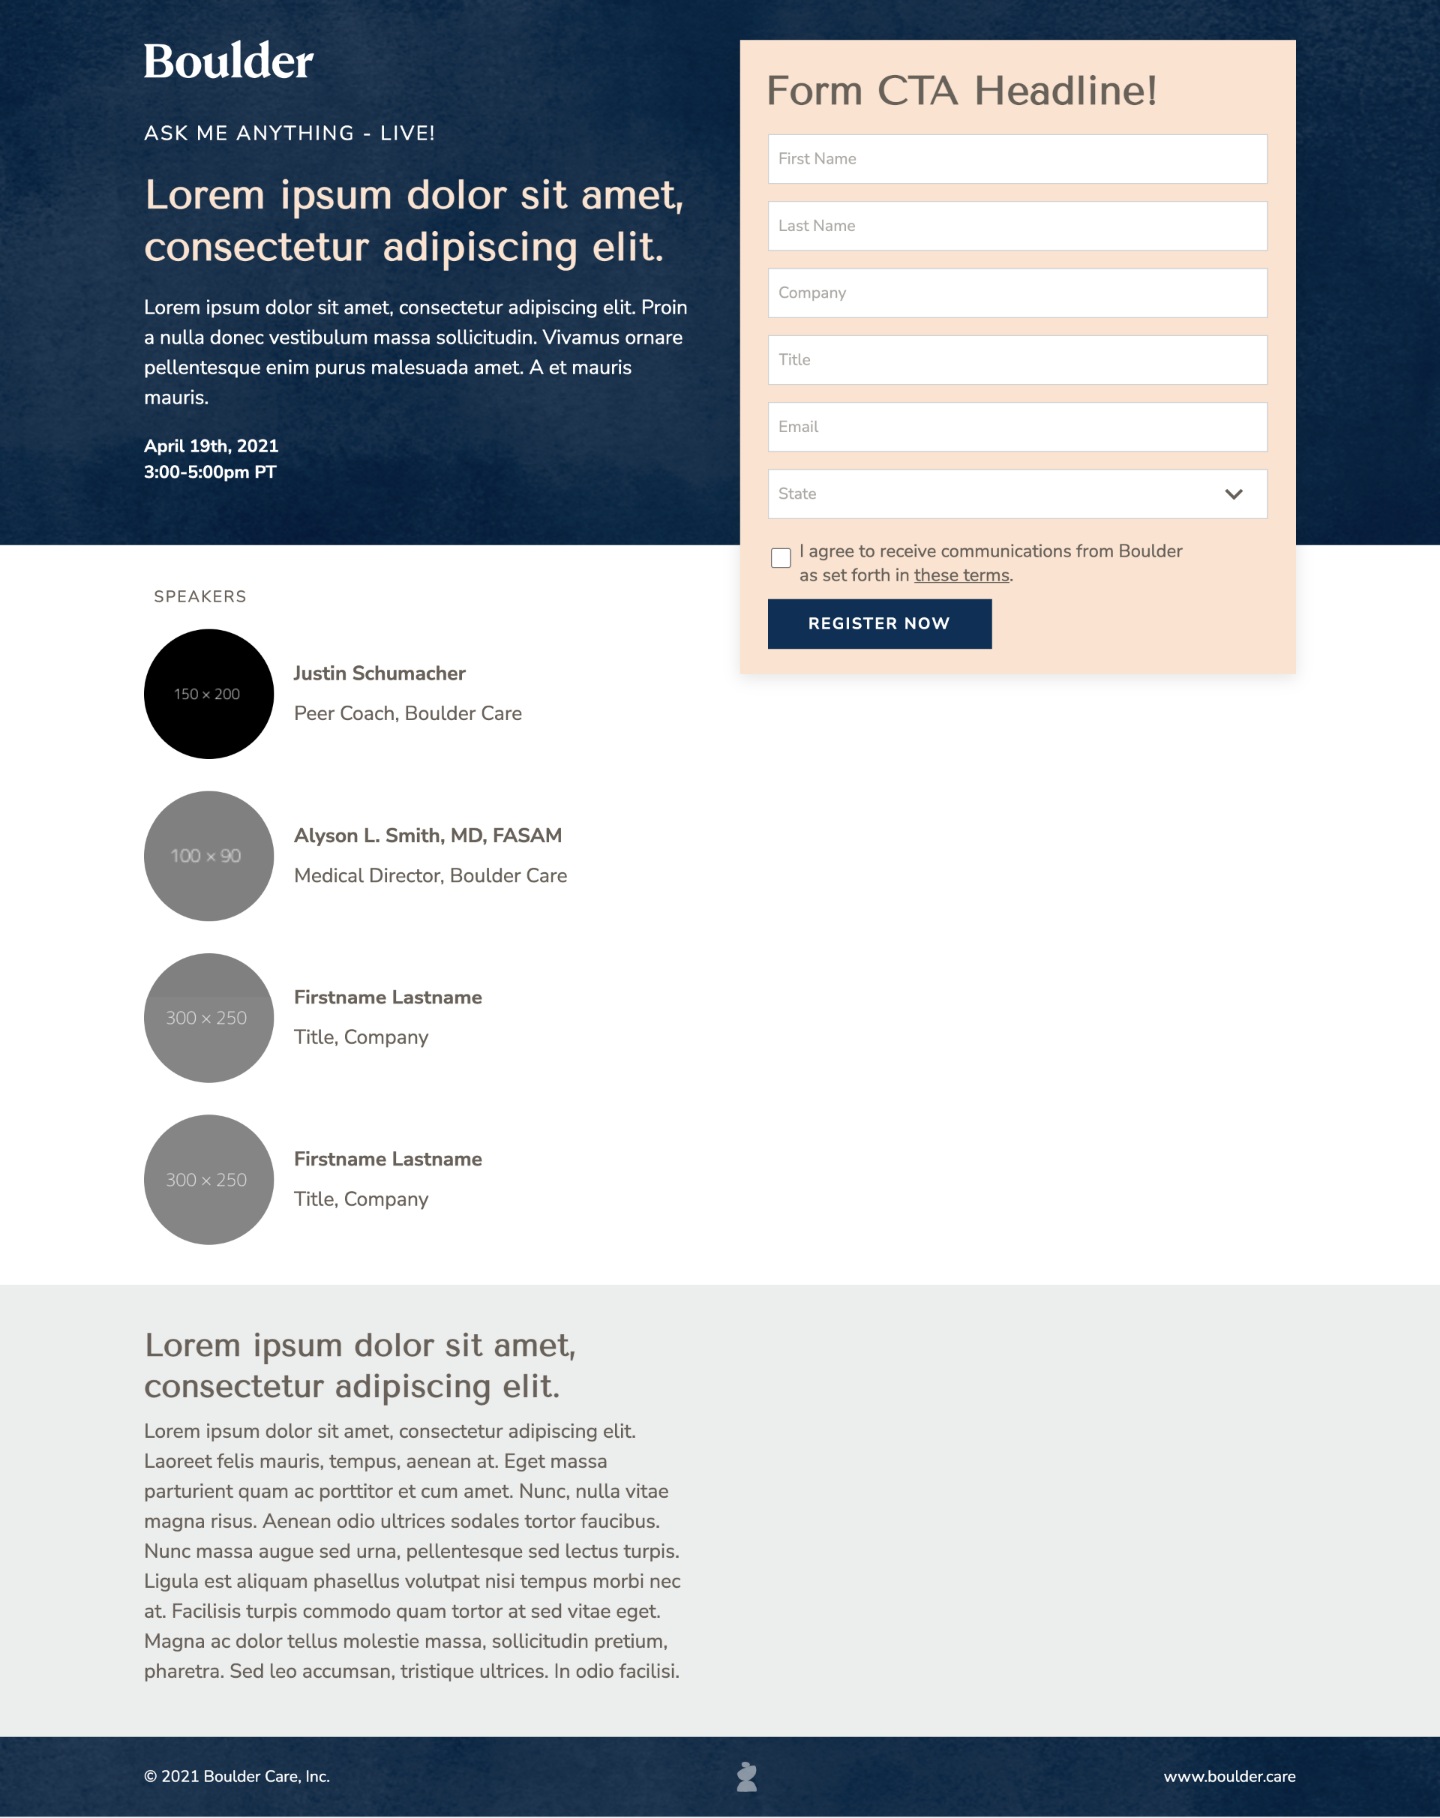 Boulder
ASK ME ANYTHING - LIVE!
Lorem ipsum dolor sit amet,
consectetur adipiscing elit.
Lorem ipsum dolor sit amet, consectetur adipiscing elit. Proin
a nulla donec vestibulum massa sollicitudin. Vivamus ornare
pellentesque enim purus malesuada amet. A et mauris
mauris.
April 19th, 2021
3:00-5:00pm PT
Form CTA Headline!
First Name
Last Name
Company
Title
Email
State
I agree to receive communications from Boulder
as set forth in these terms.
REGISTER NOW
SPEAKERS
150 × 200
Justin Schumacher
Peer Coach, Boulder Care
100 × 90
Alyson L. Smith, MD, FASAM
Medical Director, Boulder Care
300 × 250
Firstname Lastname
Title, Company
300 × 250
Firstname Lastname
Title, Company
Lorem ipsum dolor sit amet,
consectetur adipiscing elit.
Lorem ipsum dolor sit amet, consectetur adipiscing elit.
Laoreet felis mauris, tempus, aenean at. Eget massa
parturient quam ac porttitor et cum amet. Nunc, nulla vitae
magna risus. Aenean odio ultrices sodales tortor faucibus.
Nunc massa augue sed urna, pellentesque sed lectus turpis.
Ligula est aliquam phasellus volutpat nisi tempus morbi nec
at. Facilisis turpis commodo quam tortor at sed vitae eget.
Magna ac dolor tellus molestie massa, sollicitudin pretium,
pharetra. Sed leo accumsan, tristique ultrices. In odio facilisi.
© 2021 Boulder Care, Inc.
www.boulder.care